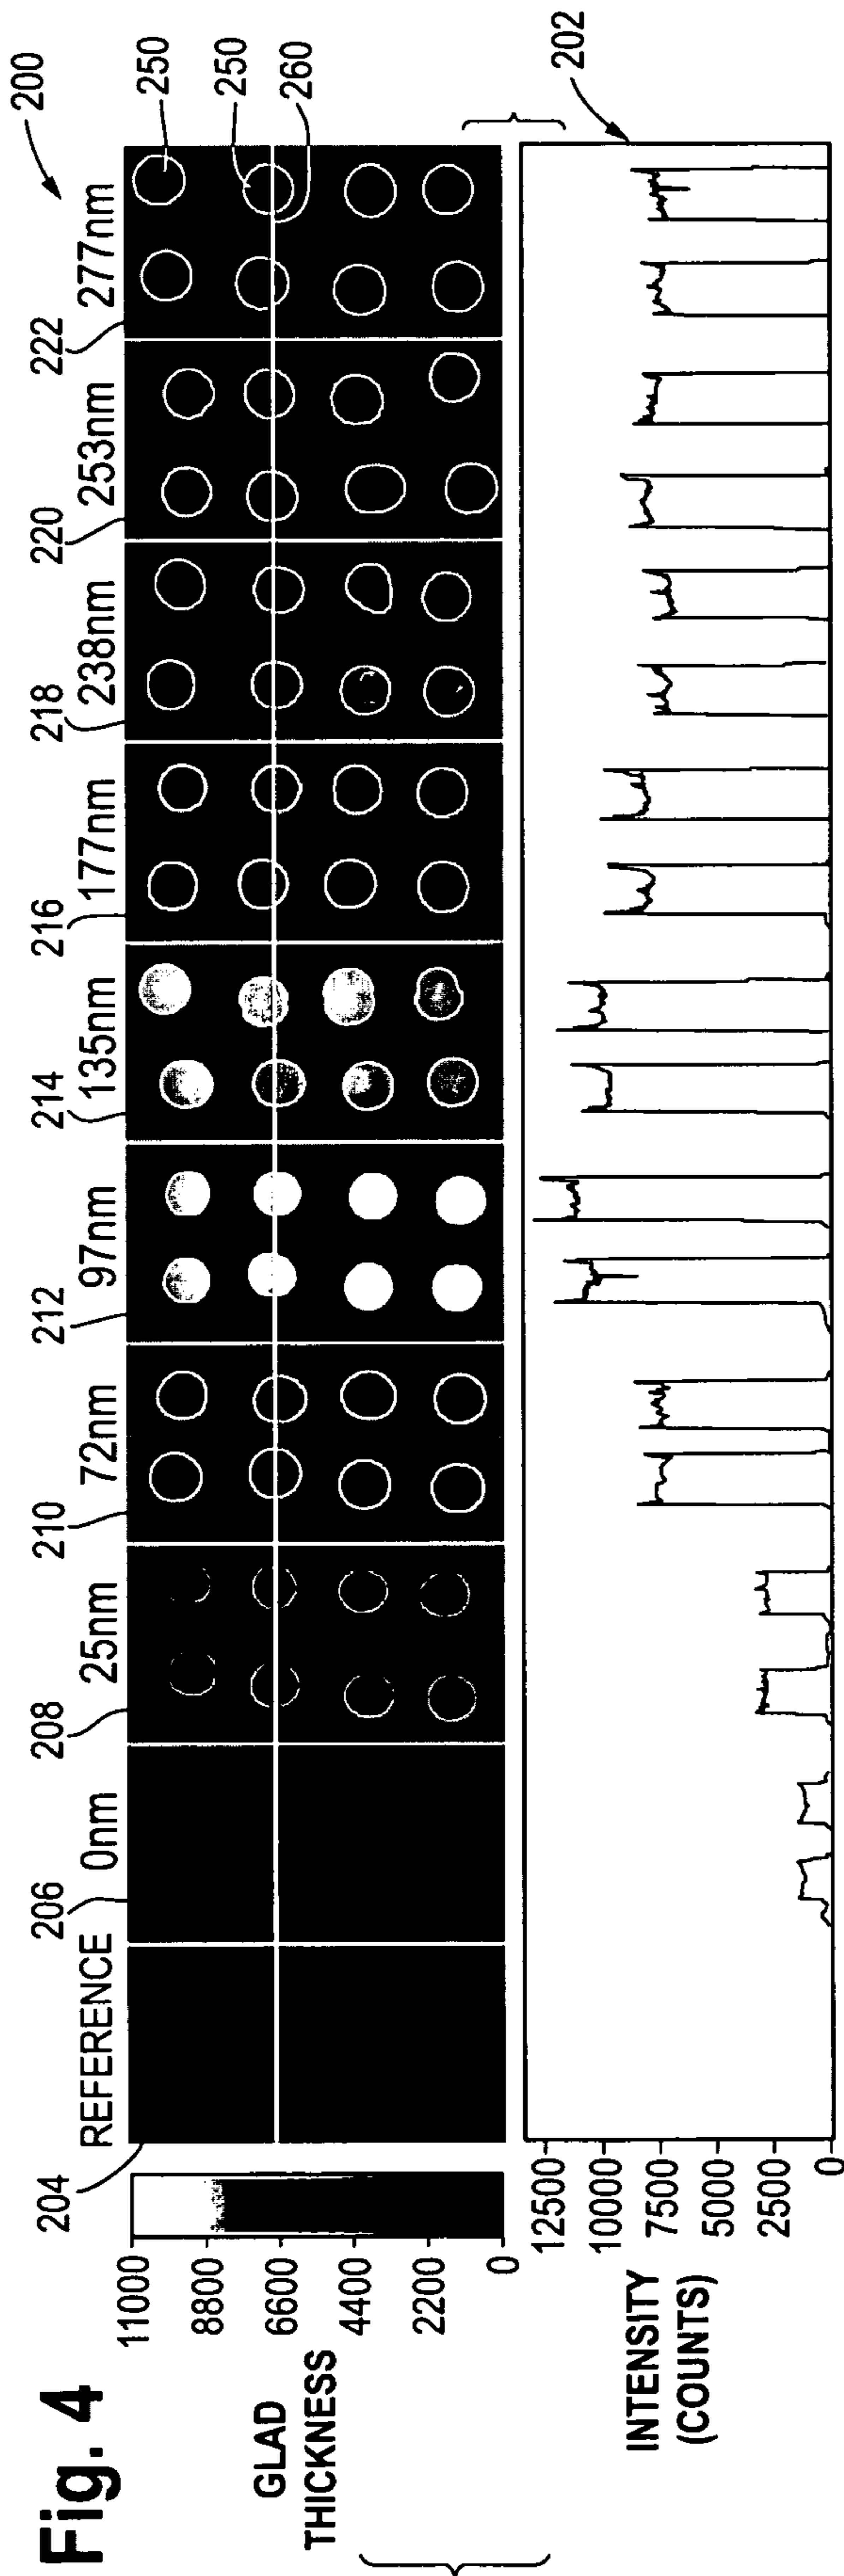 Fig. 4
200
204 206 208 210 212 214 216 218 220 222
REFERENCE 0nm 25nm 72nm 97nm 135nm 177nm 238nm 253nm 277nm
250
250
260
GLAD
THICKNESS
11000
8800
6600
4400
2200
0
202
INTENSITY
(COUNTS)
12500
10000
7500
5000
2500
0